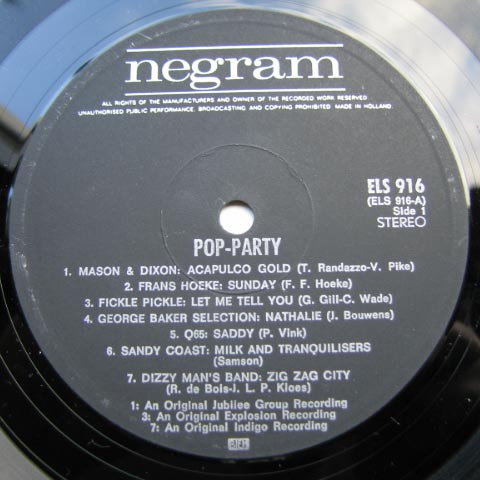 negram
ALL RIGHTS OF THE MANUFACTURERS AND OWNER OF THE RECORDED WORK RESERVED
UNAUTHORISED PUBLIC PERFORMANCE, BROADCASTING AND COPYING PROHIBITED. MADE IN HOLLAND.
ELS 916
(ELS 916-A)
Side 1
STEREO
POP-PARTY
1. MASON & DIXON: ACAPULCO GOLD (T. Randazzo-V. Pike)
2. FRANS HOEKE: SUNDAY (F. F. Hoeke)
3. FICKLE PICKLE: LET ME TELL YOU (G. Gill-C. Wade)
4. GEORGE BAKER SELECTION: NATHALIE (J. Bouwens)
5. Q65: SADDY (P. Vink)
6. SANDY COAST: MILK AND TRANQUILISERS
(Samson)
7. DIZZY MAN'S BAND: ZIG ZAG CITY
(R. de Bois-J. L. P. Kloes)
1: An Original Jubilee Group Recording
3: An Original Explosion Recording
7: An Original Indigo Recording